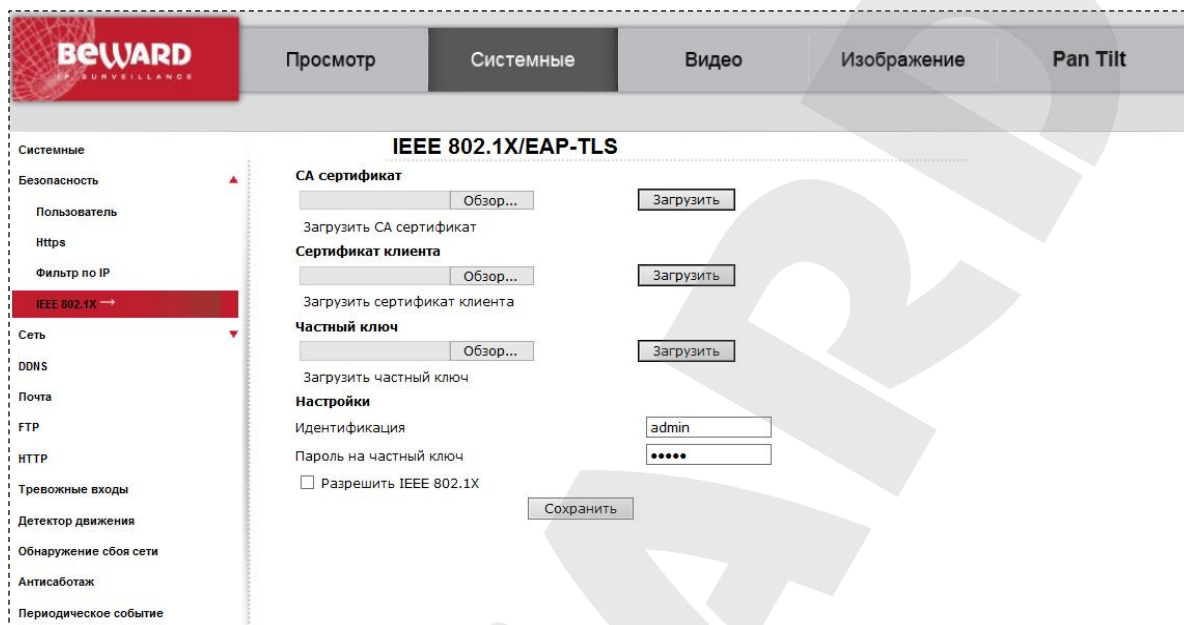 BEWARD
IP SURVEILLANCE
Просмотр
Системные
Видео
Изображение
Pan Tilt
Системные
Безопасность
Пользователь
Https
Фильтр по IP
IEEE 802.1X →
Сеть
DDNS
Почта
FTP
HTTP
Тревожные входы
Детектор движения
Обнаружение сбоя сети
Антисаботаж
Периодическое событие
IEEE 802.1X/EAP-TLS
CA сертификат
Обзор...
Загрузить
Загрузить CA сертификат
Сертификат клиента
Обзор...
Загрузить
Загрузить сертификат клиента
Частный ключ
Обзор...
Загрузить
Загрузить частный ключ
Настройки
Идентификация
admin
Пароль на частный ключ
•••••
Разрешить IEEE 802.1X
Сохранить